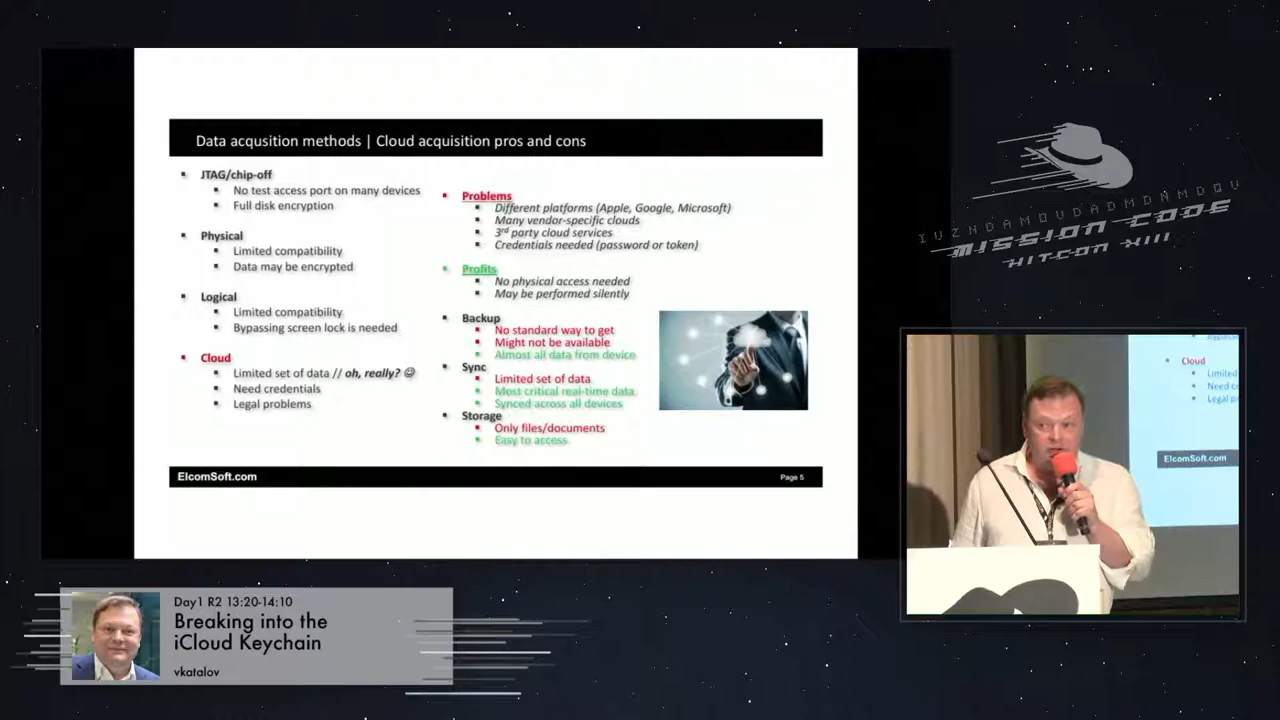 Data acqusition methods | Cloud acquisition pros and cons
JTAG/chip-off
No test access port on many devices
Full disk encryption
Physical
Limited compatibility
Data may be encrypted
Logical
Limited compatibility
Bypassing screen lock is needed
Cloud
Limited set of data // oh, really? ☺
Need credentials
Legal problems
Problems
Different platforms (Apple, Google, Microsoft)
Many vendor-specific clouds
3rd party cloud services
Credentials needed (password or token)
Profits
No physical access needed
May be performed silently
Backup
No standard way to get
Might not be available
Almost all data from device
Sync
Limited set of data
Most critical real-time data
Synced across all devices
Storage
Only files/documents
Easy to access
ElcomSoft.com
Page 5
MISSION CODE
HITCON XIII
Cloud
Limited
Need c
Legal p
ElcomSoft.com
Day1 R2 13:20-14:10
Breaking into the
iCloud Keychain
vkatalov